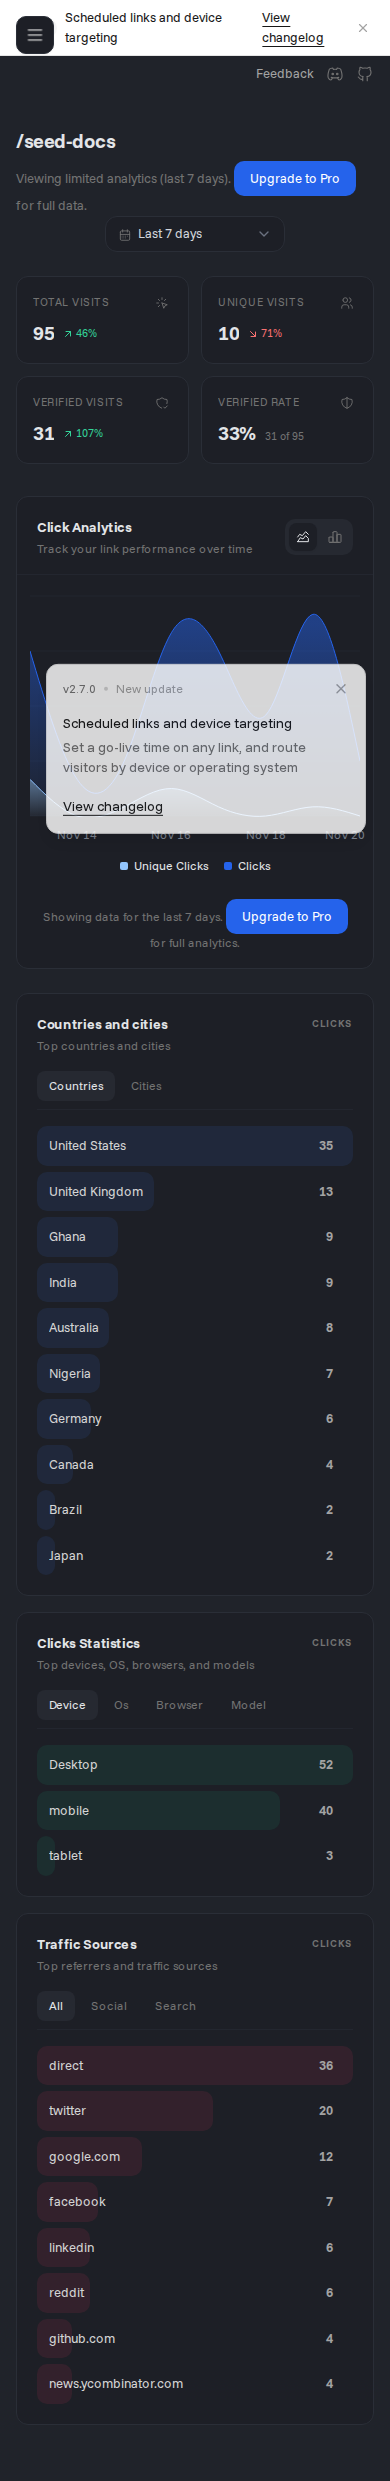 Scheduled links and device targeting
View changelog
Feedback
/seed-docs
Viewing limited analytics (last 7 days). Upgrade to Pro
for full data.
Last 7 days
TOTAL VISITS
95 46%
UNIQUE VISITS
10 71%
VERIFIED VISITS
31 107%
VERIFIED RATE
33% 31 of 95
Click Analytics
Track your link performance over time
v2.7.0 • New update
Scheduled links and device targeting
Set a go-live time on any link, and route
visitors by device or operating system
View changelog
Nov 14 Nov 16 Nov 18 Nov 20
Unique Clicks Clicks
Showing data for the last 7 days. Upgrade to Pro
for full analytics.
Countries and cities CLICKS
Top countries and cities
Countries Cities
United States 35
United Kingdom 13
Ghana 9
India 9
Australia 8
Nigeria 7
Germany 6
Canada 4
Brazil 2
Japan 2
Clicks Statistics CLICKS
Top devices, OS, browsers, and models
Device Os Browser Model
Desktop 52
mobile 40
tablet 3
Traffic Sources CLICKS
Top referrers and traffic sources
All Social Search
direct 36
twitter 20
google.com 12
facebook 7
linkedin 6
reddit 6
github.com 4
news.ycombinator.com 4